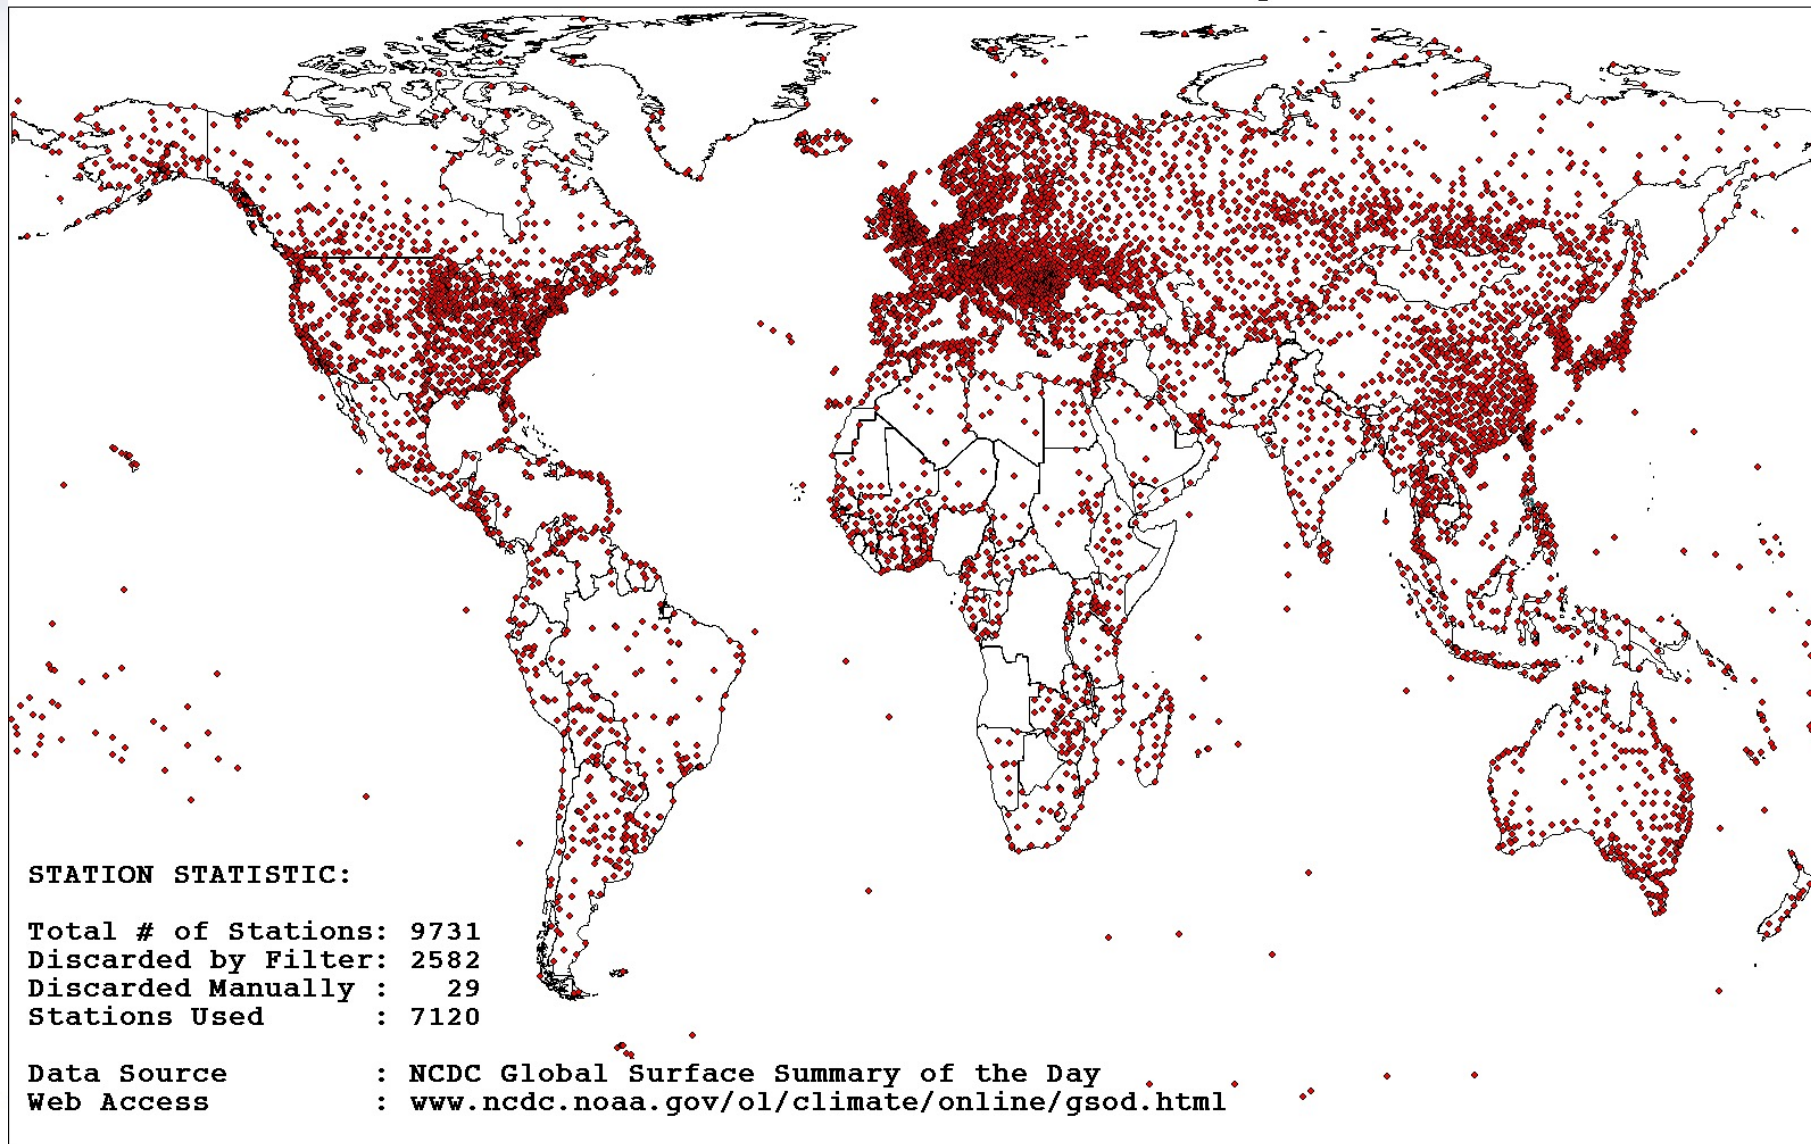 STATION STATISTIC:
Total # of Stations: 9731
Discarded by Filter: 2582
Discarded Manually : 29
Stations Used : 7120
Data Source : NCDC Global Surface Summary of the Day
Web Access : www.ncdc.noaa.gov/ol/climate/online/gsod.html